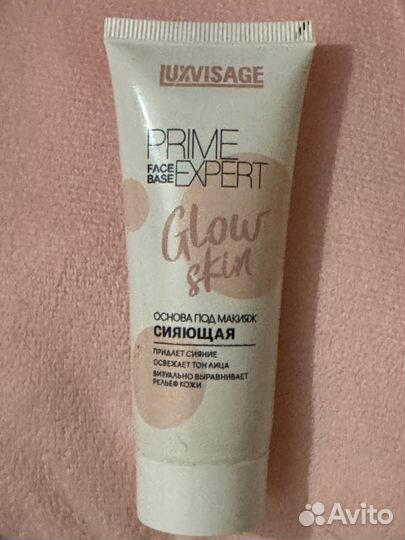 LUXVISAGE
PRIME
FACE
BASE EXPERT
Glow
skin
ОСНОВА ПОД МАКИЯЖ
СИЯЮЩАЯ
ПРИДАЕТ СИЯНИЕ
ОСВЕЖАЕТ ТОН ЛИЦА
ВИЗУАЛЬНО ВЫРАВНИВАЕТ
РЕЛЬЕФ КОЖИ
Avito